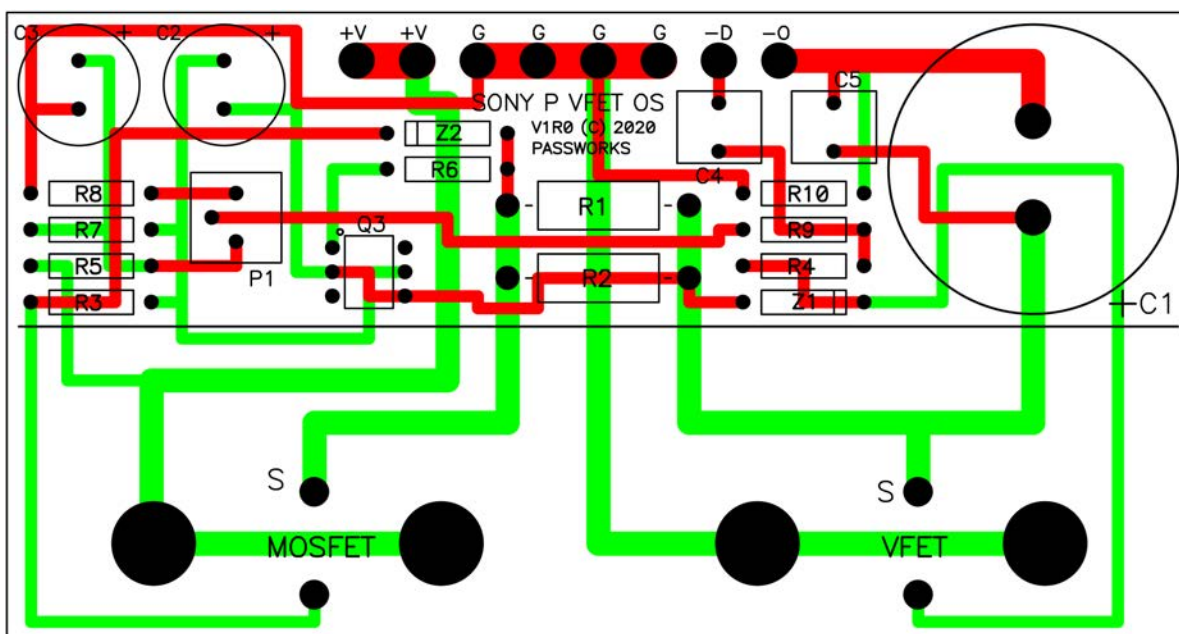 C3 + C2 + +V +V G G G G -D -O
C5
SONY P VFET OS
V1R0 (C) 2020
PASSWORKS
Z2
R6
C4
R8
R1
R10
R7
Q3
R9
R5
P1
R2
R4
R3
Z1
+C1
S
S
MOSFET
VFET